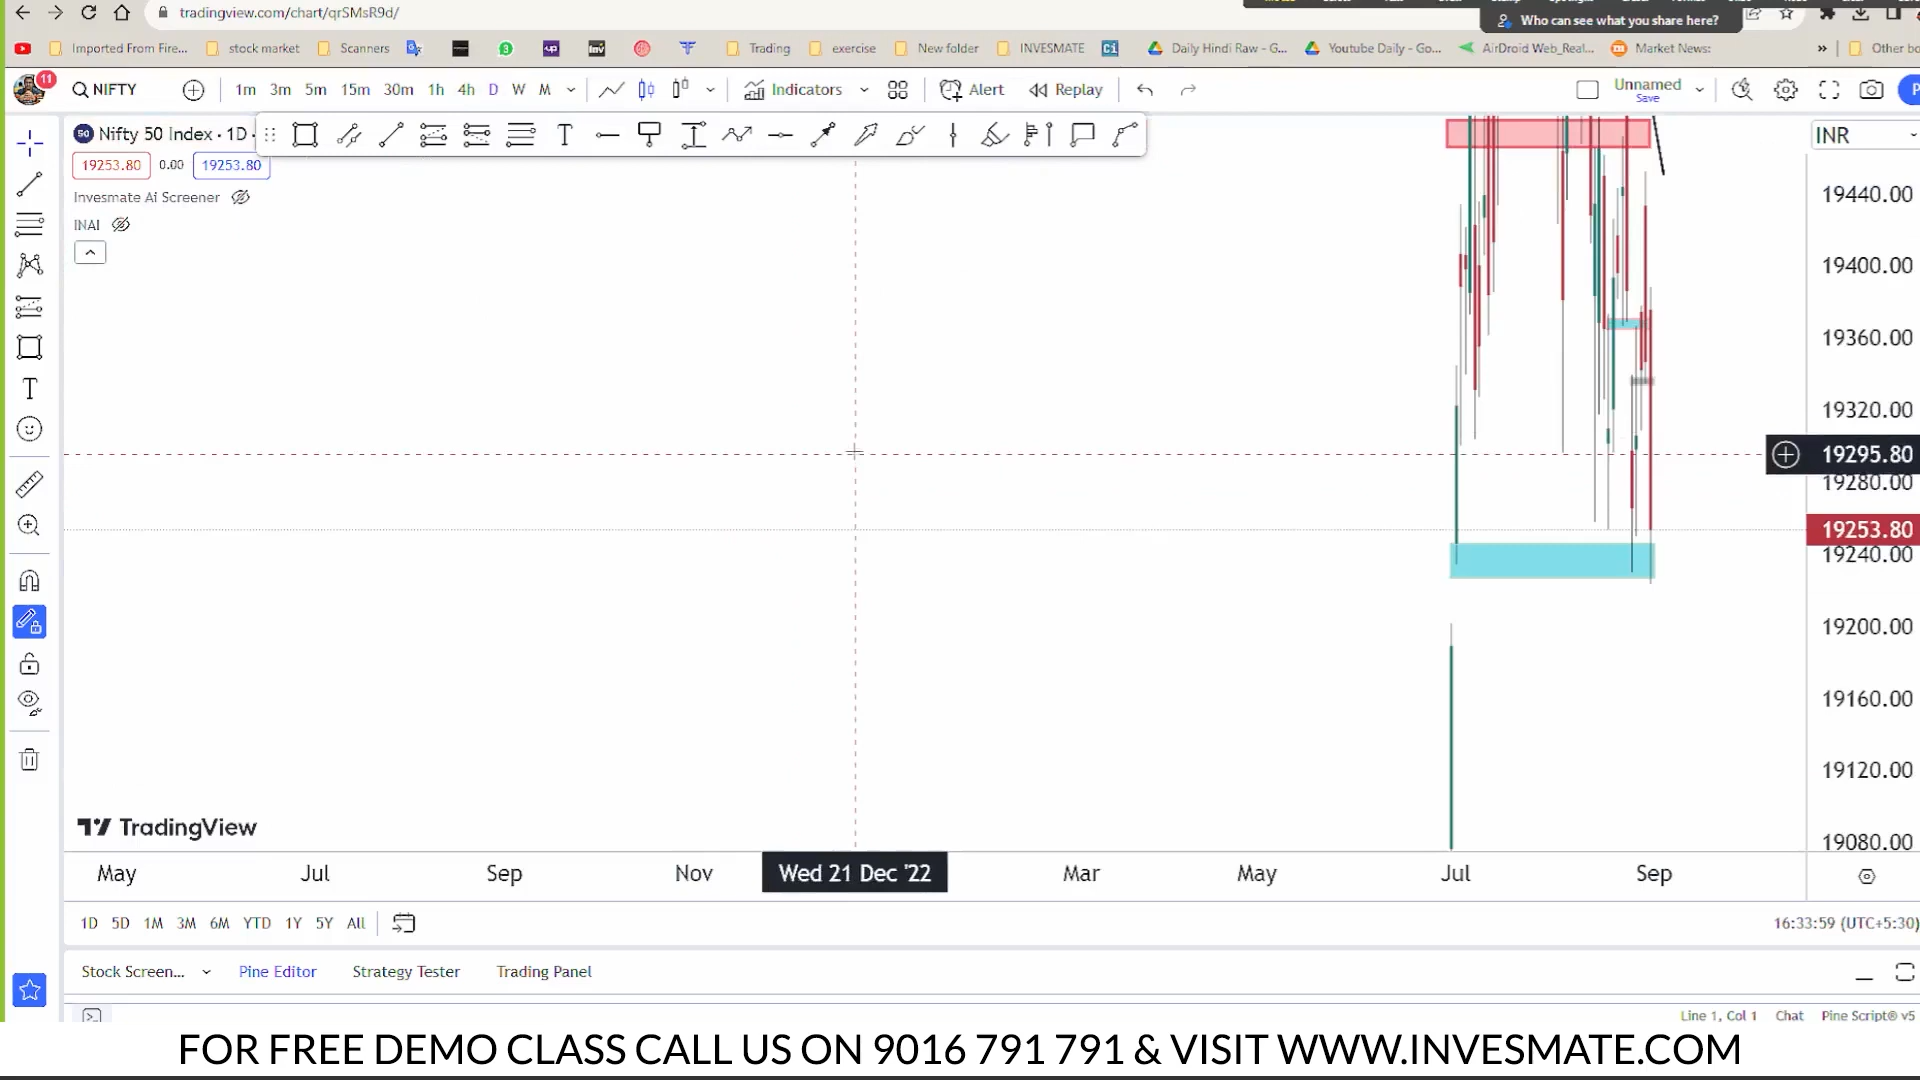 tradingview.com/chart/qrSMsR9d/
Who can see what you share here?
Imported From Fire...
stock market
Scanners
Trading
exercise
New folder
INVESMATE
Daily Hindi Raw - G...
Youtube Daily - Go...
AirDroid Web_Real...
Market News:
»
Other bo
11
NIFTY
1m 3m 5m 15m 30m 1h 4h D W M
Indicators
Alert
Replay
Unnamed
Save
P
50 Nifty 50 Index · 1D ·
INR
19253.80 0.00 19253.80
Invesmate Ai Screener
INAI
19440.00
19400.00
19360.00
19320.00
19295.80
19280.00
19253.80
19240.00
19200.00
19160.00
19120.00
19080.00
TradingView
May Jul Sep Nov Wed 21 Dec '22 Mar May Jul Sep
1D 5D 1M 3M 6M YTD 1Y 5Y All
16:33:59 (UTC+5:30)
Stock Screen... Pine Editor Strategy Tester Trading Panel
Line 1, Col 1 Chat Pine Script® v5
FOR FREE DEMO CLASS CALL US ON 9016 791 791 & VISIT WWW.INVESMATE.COM